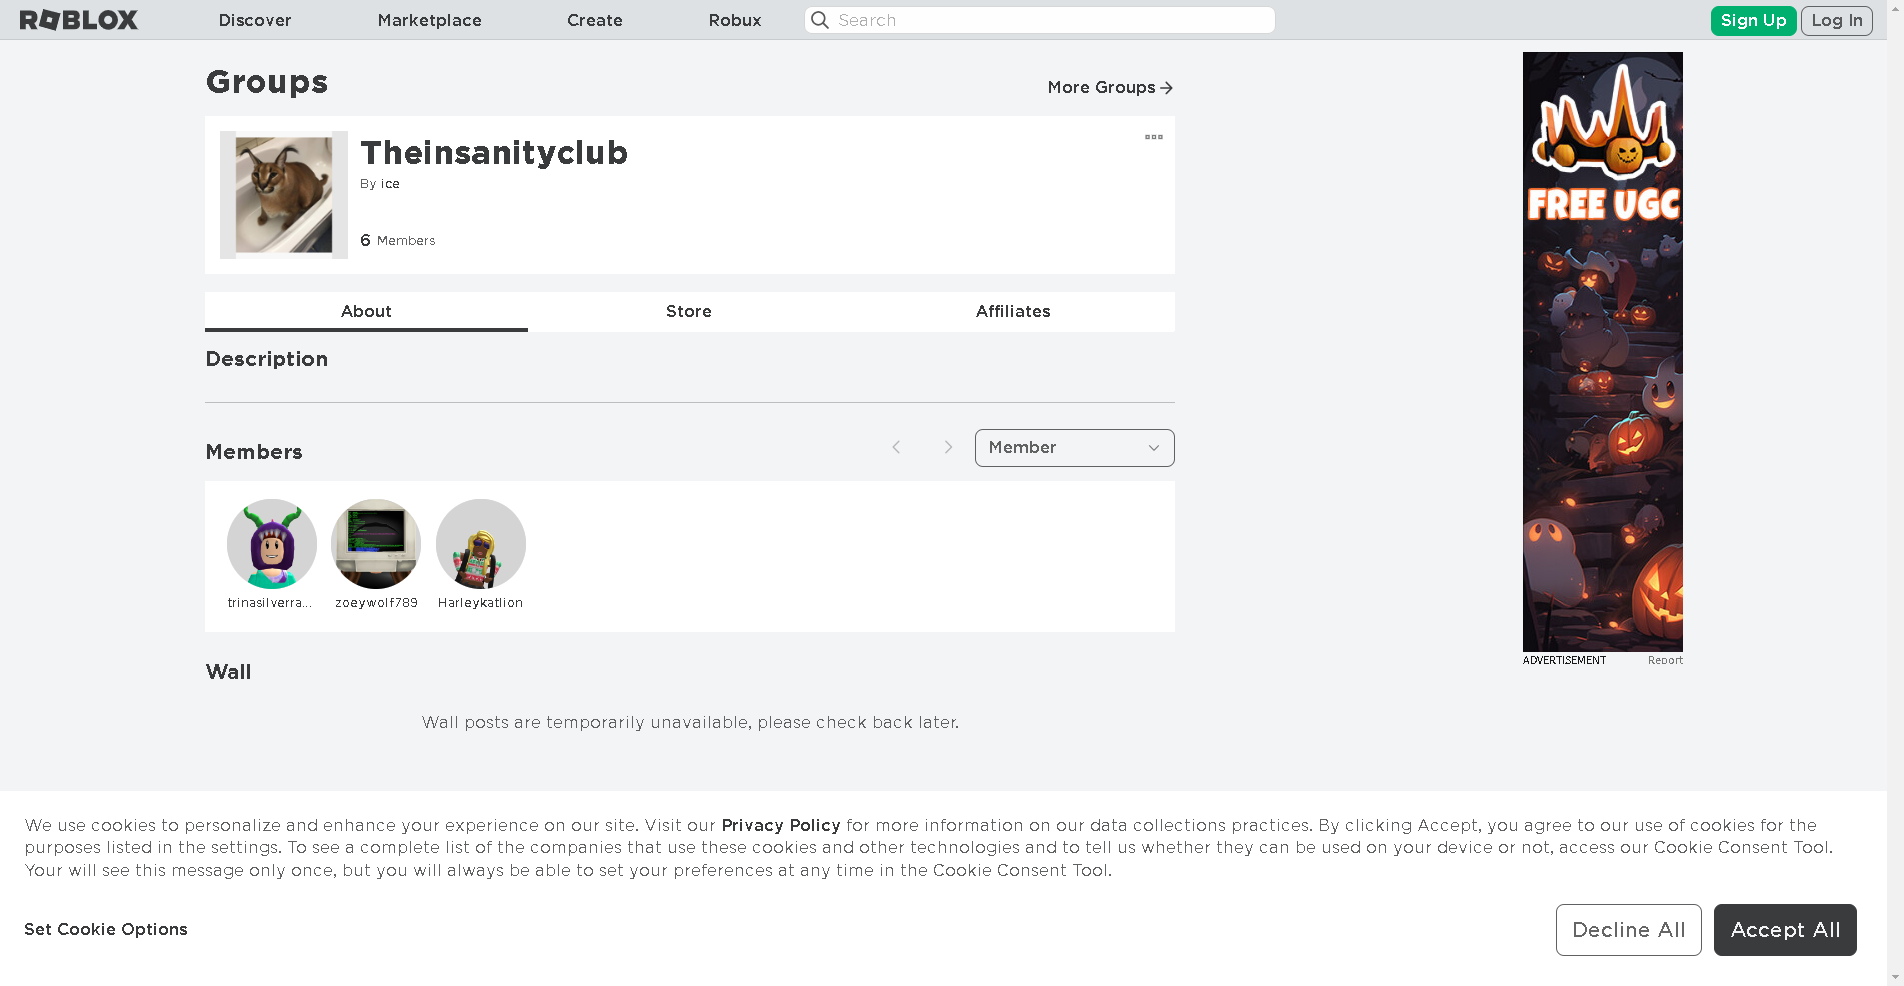 ROBLOX
Discover
Marketplace
Create
Robux
Search
Sign Up
Log In
Groups
More Groups
Theinsanityclub
By ice
6 Members
About
Store
Affiliates
Description
Members
Member
trinasilverra...
zoeywolf789
Harleykatlion
Wall
Wall posts are temporarily unavailable, please check back later.
FREE UGC
ADVERTISEMENT
Report
We use cookies to personalize and enhance your experience on our site. Visit our Privacy Policy for more information on our data collections practices. By clicking Accept, you agree to our use of cookies for the
purposes listed in the settings. To see a complete list of the companies that use these cookies and other technologies and to tell us whether they can be used on your device or not, access our Cookie Consent Tool.
Your will see this message only once, but you will always be able to set your preferences at any time in the Cookie Consent Tool.
Set Cookie Options
Decline All
Accept All